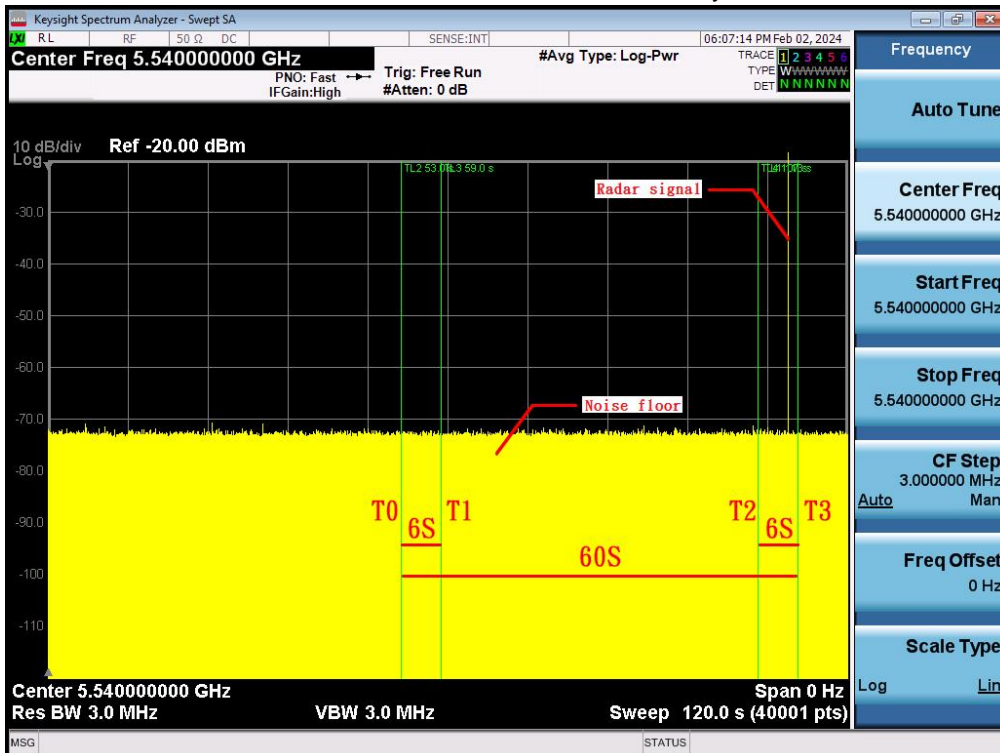 Keysight Spectrum Analyzer - Swept SA
LXI RL RF 50 Ω DC SENSE:INT 06:07:14 PM Feb 02, 2024
Center Freq 5.540000000 GHz
PNO: Fast
IFGain:High
Trig: Free Run
#Atten: 0 dB
#Avg Type: Log-Pwr
TRACE 1 2 3 4 5 6
TYPE WWWWWW
DET N N N N N N
10 dB/div Ref -20.00 dBm
Log
TL3 59.0 s
Radar signal
-30.0
-40.0
-50.0
-60.0
Noise floor
-70.0
-80.0
-90.0
-100
-110
T0 6S T1
T2 6S T3
60S
Center 5.540000000 GHz Span 0 Hz
Res BW 3.0 MHz VBW 3.0 MHz Sweep 120.0 s (40001 pts)
MSG STATUS
Frequency
Auto Tune
Center Freq
5.540000000 GHz
Start Freq
5.540000000 GHz
Stop Freq
5.540000000 GHz
CF Step
3.000000 MHz
Auto Man
Freq Offset
0 Hz
Scale Type
Log Lin